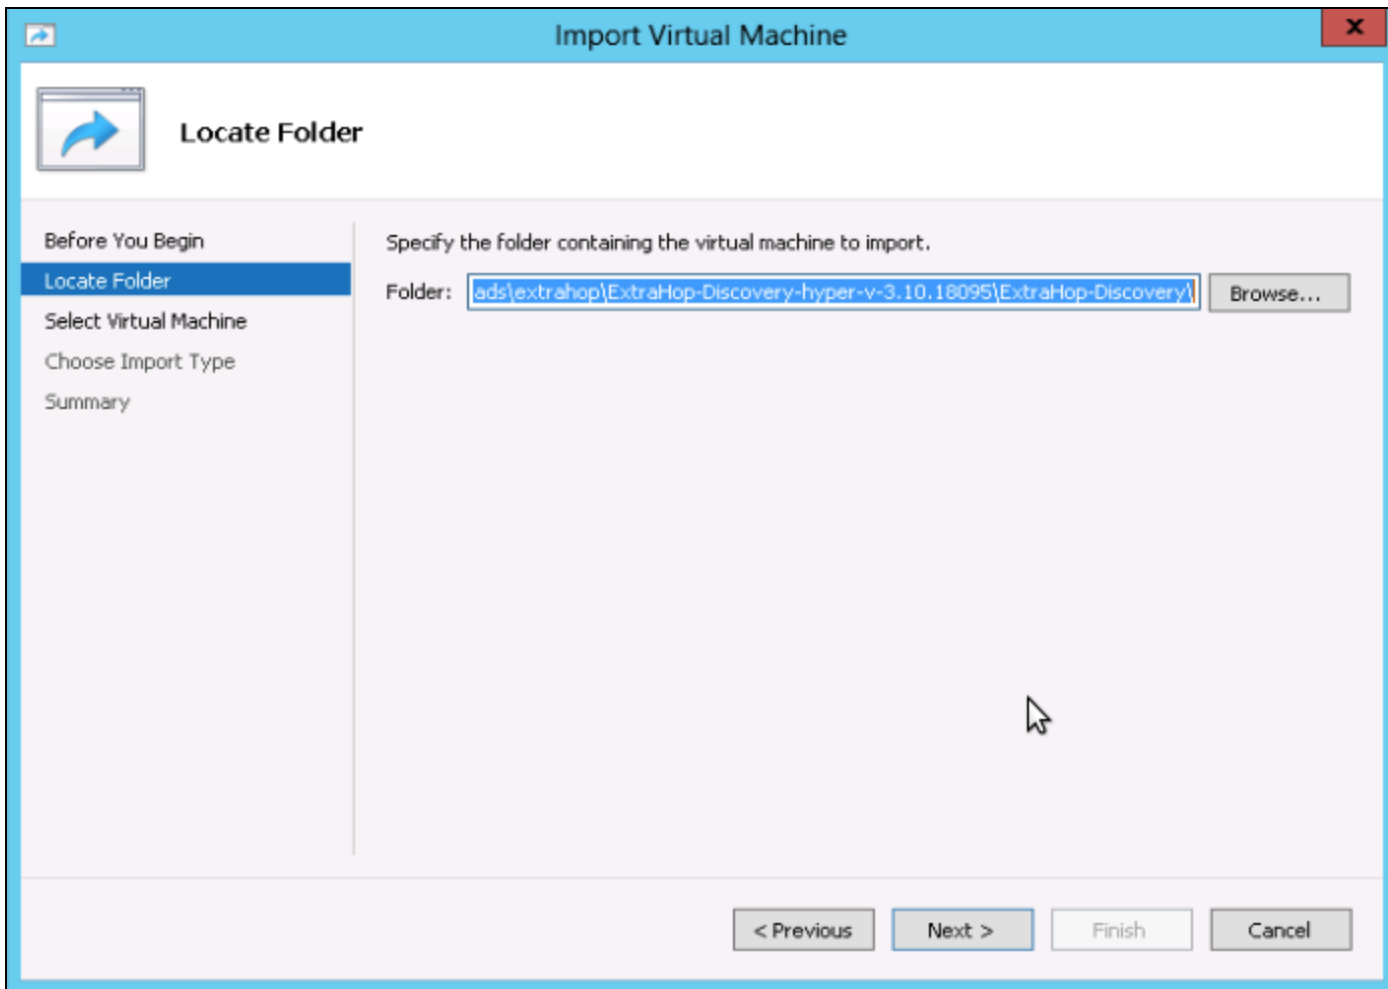 Import Virtual Machine
x
Locate Folder
Before You Begin
Locate Folder
Select Virtual Machine
Choose Import Type
Summary
Specify the folder containing the virtual machine to import.
Folder: ads\extrahop\ExtraHop-Discovery-hyper-v-3.10.18095\ExtraHop-Discovery\ Browse...
< Previous Next > Finish Cancel